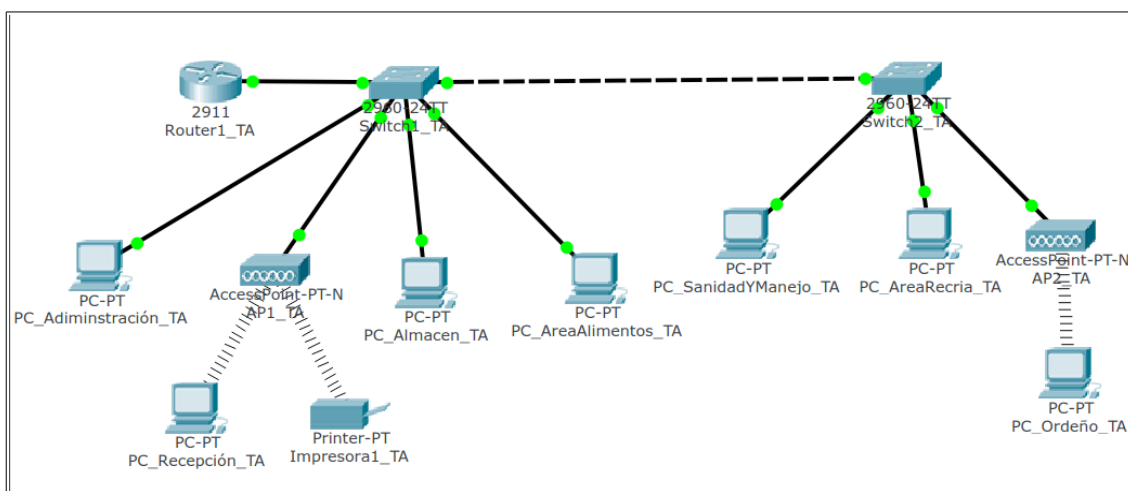 2911
Router1_TA
2960-24TT
Switch1_TA
2960-24TT
Switch2_TA
PC-PT
PC_Adiminstración_TA
AccessPoint-PT-N
AP1_TA
PC-PT
PC_Almacen_TA
PC-PT
PC_AreaAlimentos_TA
PC-PT
PC_SanidadYManejo_TA
PC-PT
PC_AreaRecria_TA
AccessPoint-PT-N
AP2_TA
PC-PT
PC_Recepción_TA
Printer-PT
Impresora1_TA
PC-PT
PC_Ordeño_TA